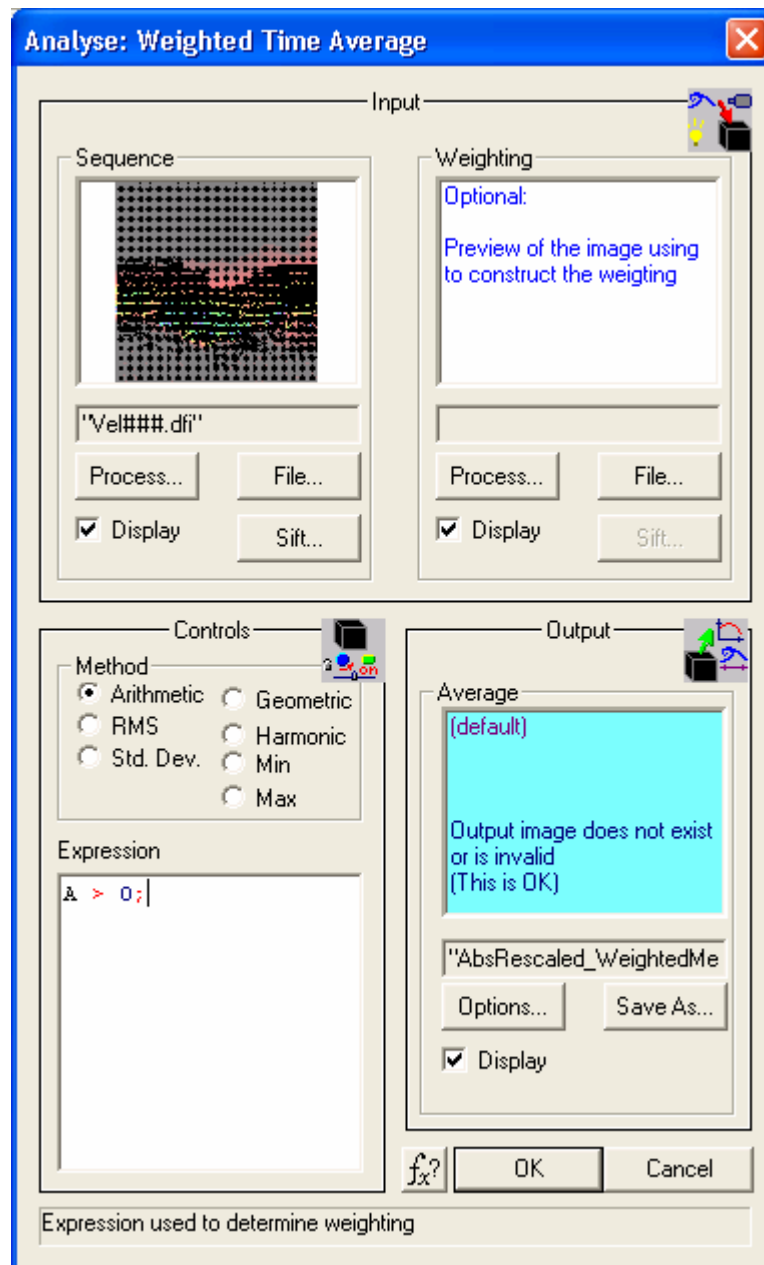 Analyse: Weighted Time Average
Input
Sequence
"Vel###.dfi"
Process...
File...
Display
Sift...
Weighting
Optional:
Preview of the image using
to construct the weigting
Process...
File...
Display
Sift...
Controls
Method
Arithmetic
RMS
Std. Dev.
Geometric
Harmonic
Min
Max
Expression
A > 0;
Output
Average
(default)
Output image does not exist
or is invalid
(This is OK)
"AbsRescaled_WeightedMe
Options...
Save As...
Display
fx?
OK
Cancel
Expression used to determine weighting